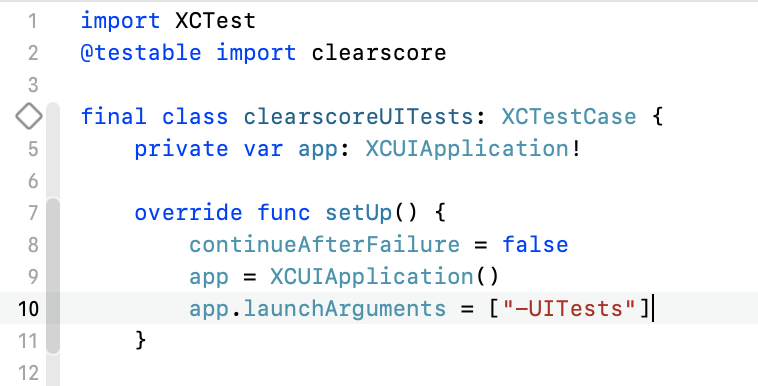 1 import XCTest
2 @testable import clearscore
3
final class clearscoreUITests: XCTestCase {
5 private var app: XCUIApplication!
6
7 override func setUp() {
8 continueAfterFailure = false
9 app = XCUIApplication()
10 app.launchArguments = ["-UITests"]
11 }
12